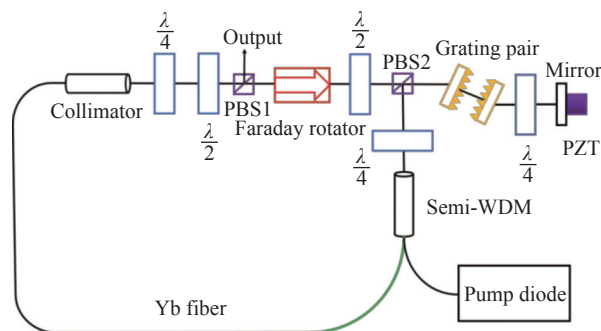 λ/4
Output
λ/2
PBS2
Grating pair
Mirror
Collimator
λ/2
PBS1
Faraday rotator
λ/4
λ/4
PZT
Semi-WDM
Yb fiber
Pump diode